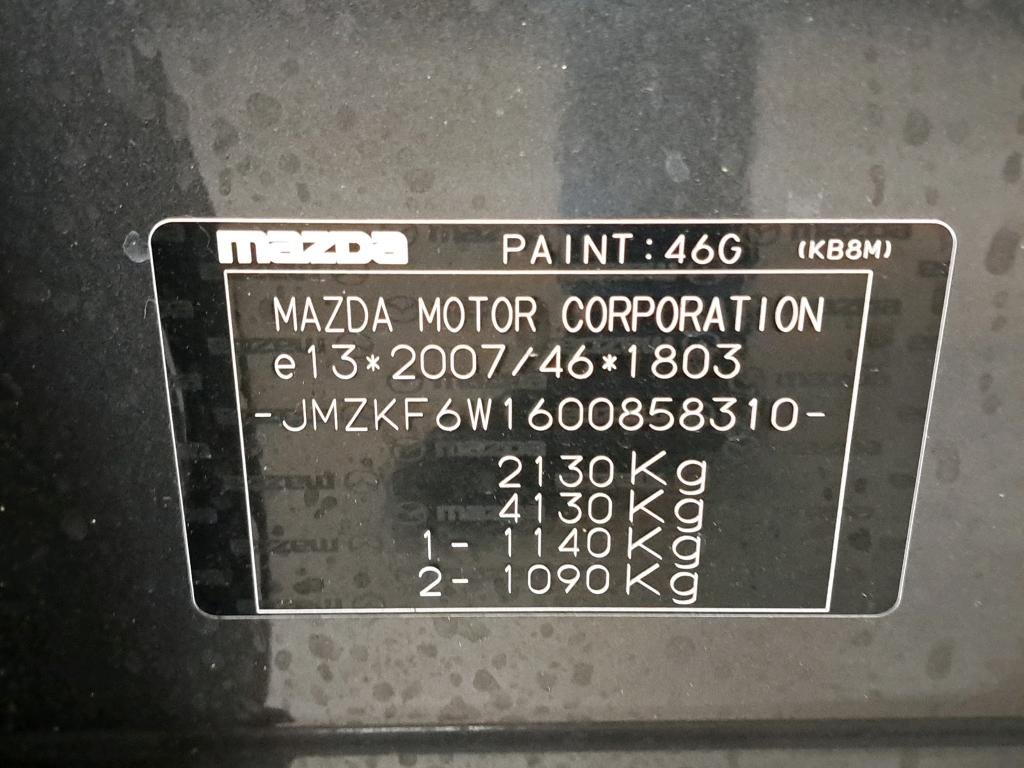 mazda PAINT:46G (KB8M)
MAZDA MOTOR CORPORATION
e13*2007/46*1803
-JMZKF6W1600858310-
2130Kg
4130Kg
1- 1140Kg
2- 1090Kg